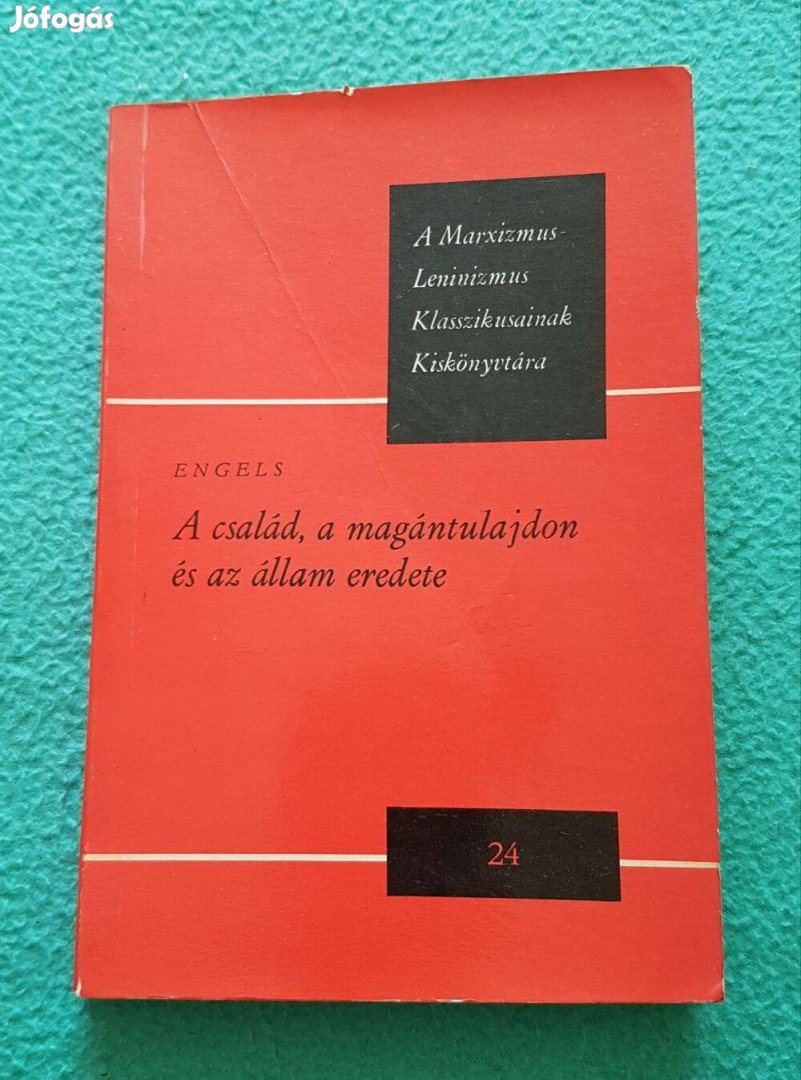 Jófogás
A Marxizmus-
Leninizmus
Klasszikusainak
Kiskönyvtára
ENGELS
A család, a magántulajdon
és az állam eredete
24